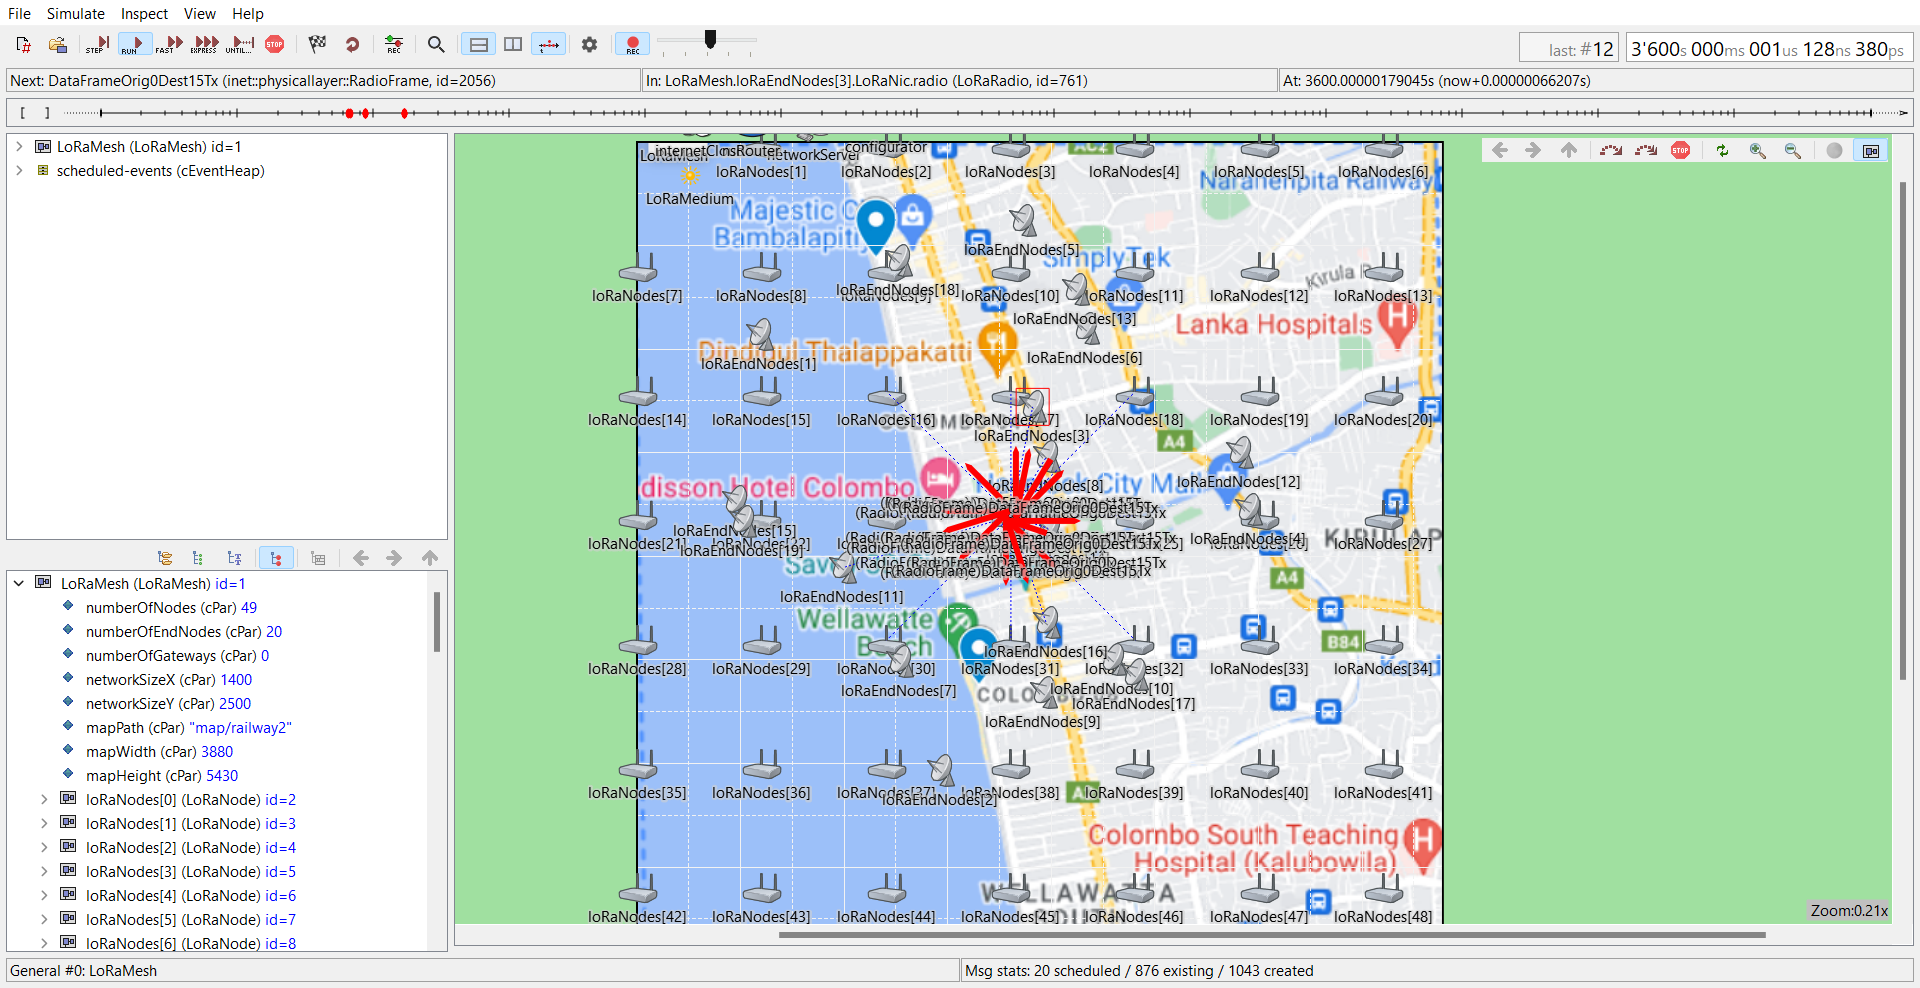 File Simulate Inspect View Help
STEP RUN FAST EXPRESS UNTIL... STOP REC REC last: #12 3'600s 000ms 001us 128ns 380ps
Next: DataFrameOrig0Dest15Tx (inet::physicallayer::RadioFrame, id=2056) In: LoRaMesh.loRaEndNodes[3].LoRaNic.radio (LoRaRadio, id=761) At: 3600.00000179045s (now+0.00000066207s)
[ ]
LoRaMesh (LoRaMesh) id=1
scheduled-events (cEventHeap)
LoRaMesh (LoRaMesh) id=1
numberOfNodes (cPar) 49
numberOfEndNodes (cPar) 20
numberOfGateways (cPar) 0
networkSizeX (cPar) 1400
networkSizeY (cPar) 2500
mapPath (cPar) "map/railway2"
mapWidth (cPar) 3880
mapHeight (cPar) 5430
loRaNodes[0] (LoRaNode) id=2
loRaNodes[1] (LoRaNode) id=3
loRaNodes[2] (LoRaNode) id=4
loRaNodes[3] (LoRaNode) id=5
loRaNodes[4] (LoRaNode) id=6
loRaNodes[5] (LoRaNode) id=7
loRaNodes[6] (LoRaNode) id=8
LoRaMesh networkServer configurator
loRaNodes[1] loRaNodes[2] loRaNodes[3] loRaNodes[4] loRaNodes[5] loRaNodes[6]
Naranenpita Railway
LoRaMedium
Majestic
Bambalapiti
loRaEndNodes[5]
SimplyTek
Kirula
loRaEndNodes[18]
loRaNodes[7] loRaNodes[8] loRaNodes[9] loRaNodes[10] loRaNodes[11] loRaNodes[12] loRaNodes[13]
loRaEndNodes[13]
Lanka Hospitals
Dindigul Thalappakatti
loRaEndNodes[1] loRaEndNodes[6]
loRaNodes[14] loRaNodes[15] loRaNodes[16] loRaNodes[17] loRaNodes[18] loRaNodes[19] loRaNodes[20]
loRaEndNodes[3]
A4
disson Hotel Colombo City Mall
loRaEndNodes[8] loRaEndNodes[12]
(RadioFrame)DataFrameOrig0Dest15Tx
loRaEndNodes[15] loRaEndNodes[4]
loRaNodes[21] loRaNodes[22] loRaNodes[27]
loRaEndNodes[19]
(RadioFrame)DataFrameOrig0Dest15Tx
(RadioFrame)DataFrameOrig0Dest15Tx
A4
loRaEndNodes[11]
Wellawatte
Beach
B84
loRaEndNodes[16]
loRaNodes[28] loRaNodes[29] loRaNodes[30] loRaNodes[31] loRaNodes[32] loRaNodes[33] loRaNodes[34]
loRaEndNodes[7] loRaEndNodes[10]
loRaEndNodes[17]
loRaEndNodes[9]
loRaNodes[35] loRaNodes[36] loRaNodes[37] loRaNodes[38] loRaNodes[39] loRaNodes[40] loRaNodes[41]
loRaEndNodes[2]
Colombo South Teaching
Hospital (Kalubowila)
WELLAWATTA
loRaNodes[42] loRaNodes[43] loRaNodes[44] loRaNodes[45] loRaNodes[46] loRaNodes[47] loRaNodes[48]
Zoom:0.21x
General #0: LoRaMesh Msg stats: 20 scheduled / 876 existing / 1043 created